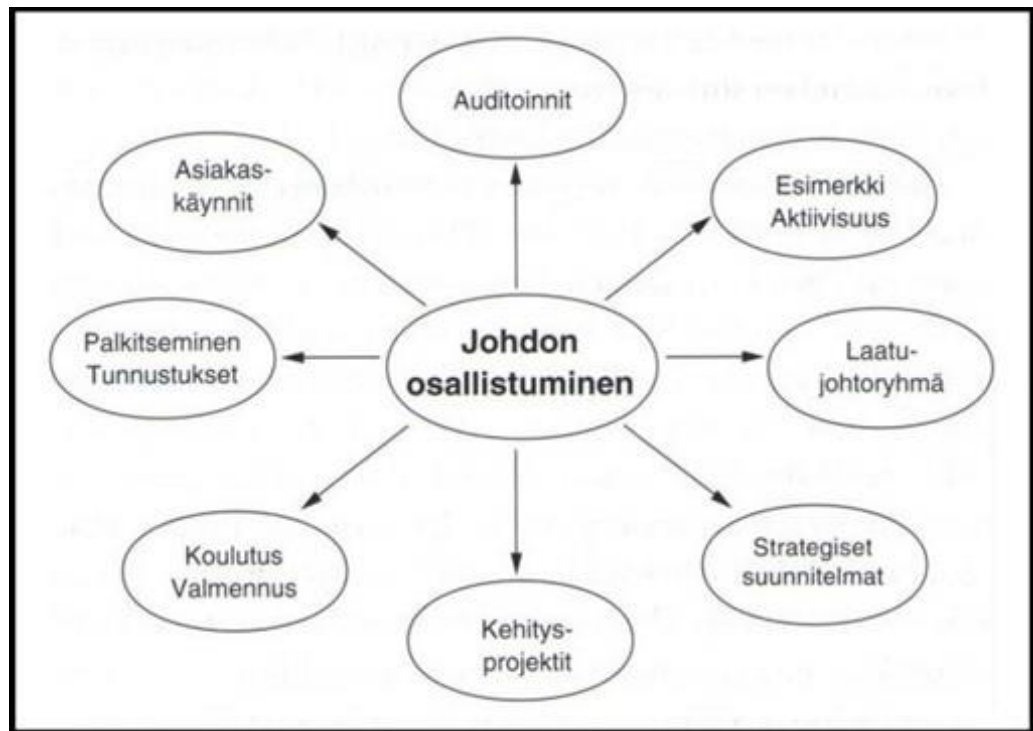 Auditoinnit
Asiakas-
käynnit
Esimerkki
Aktiivisuus
Palkitseminen
Tunnustukset
Johdon
osallistuminen
Laatu-
johtoryhmä
Koulutus
Valmennus
Kehitys-
projektit
Strategiset
suunnitelmat